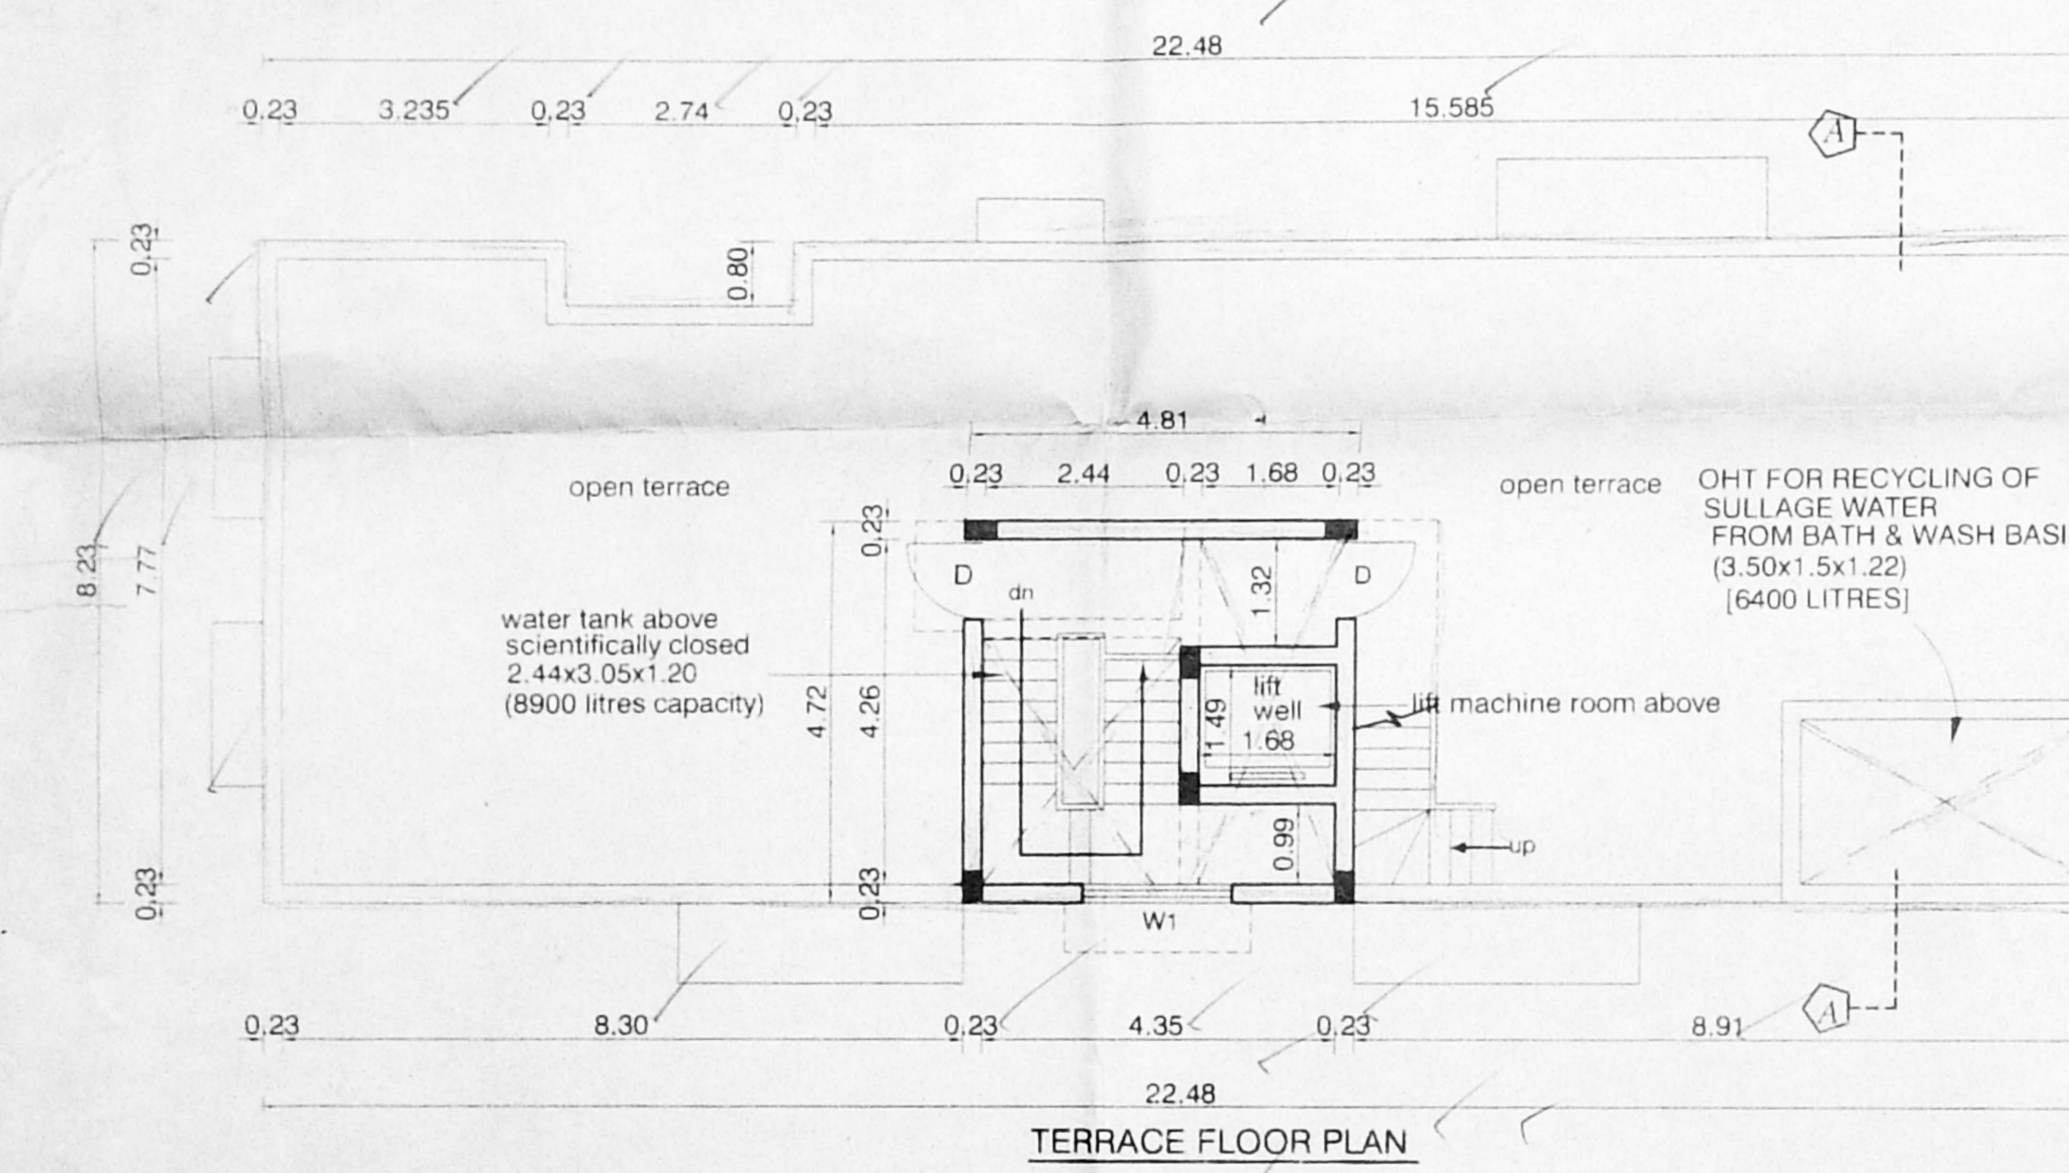 22.48
0.23 3.235 0.23 2.74 0.23 15.585
A
0.23
0.80
4.81
0.23 2.44 0.23 1.68 0.23
open terrace
open terrace
OHT FOR RECYCLING OF
SULLAGE WATER
FROM BATH & WASH BASI
(3.50x1.5x1.22)
[6400 LITRES]
8.23
7.77
0.23
D
D
dn
1.32
water tank above
scientifically closed
2.44x3.05x1.20
(8900 litres capacity)
4.72
4.26
lift
well
1.49
1.68
lift machine room above
0.99
up
0.23
0.23
W1
A
0.23 8.30 0.23 4.35 0.23 8.91
22.48
TERRACE FLOOR PLAN